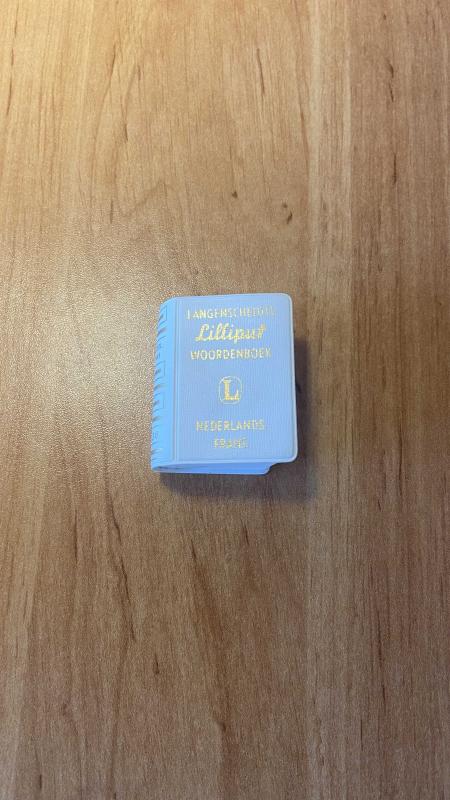 LANGENSCHEIDTS
Lilliput
WOORDENBOEK
L
NEDERLANDS
FRANS